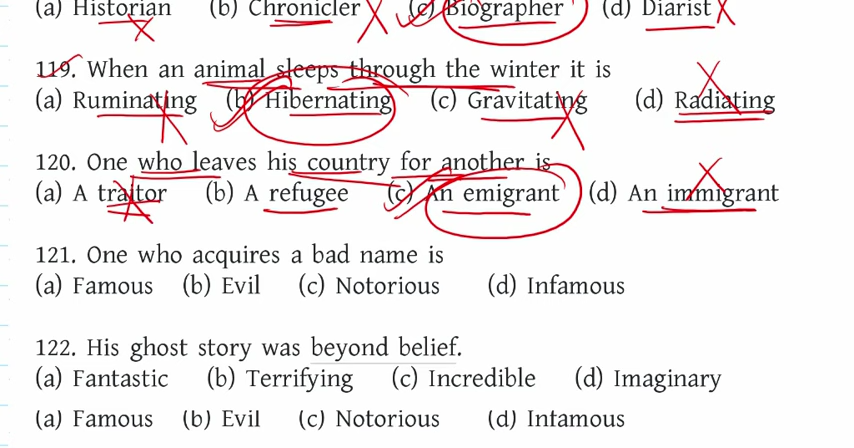 (a) Historian (b) Chronicler (c) Biographer (d) Diarist
119. When an animal sleeps through the winter it is
(a) Ruminating (b) Hibernating (c) Gravitating (d) Radiating
120. One who leaves his country for another is
(a) A traitor (b) A refugee (c) An emigrant (d) An immigrant
121. One who acquires a bad name is
(a) Famous (b) Evil (c) Notorious (d) Infamous
122. His ghost story was beyond belief.
(a) Fantastic (b) Terrifying (c) Incredible (d) Imaginary
(a) Famous (b) Evil (c) Notorious (d) Intamous